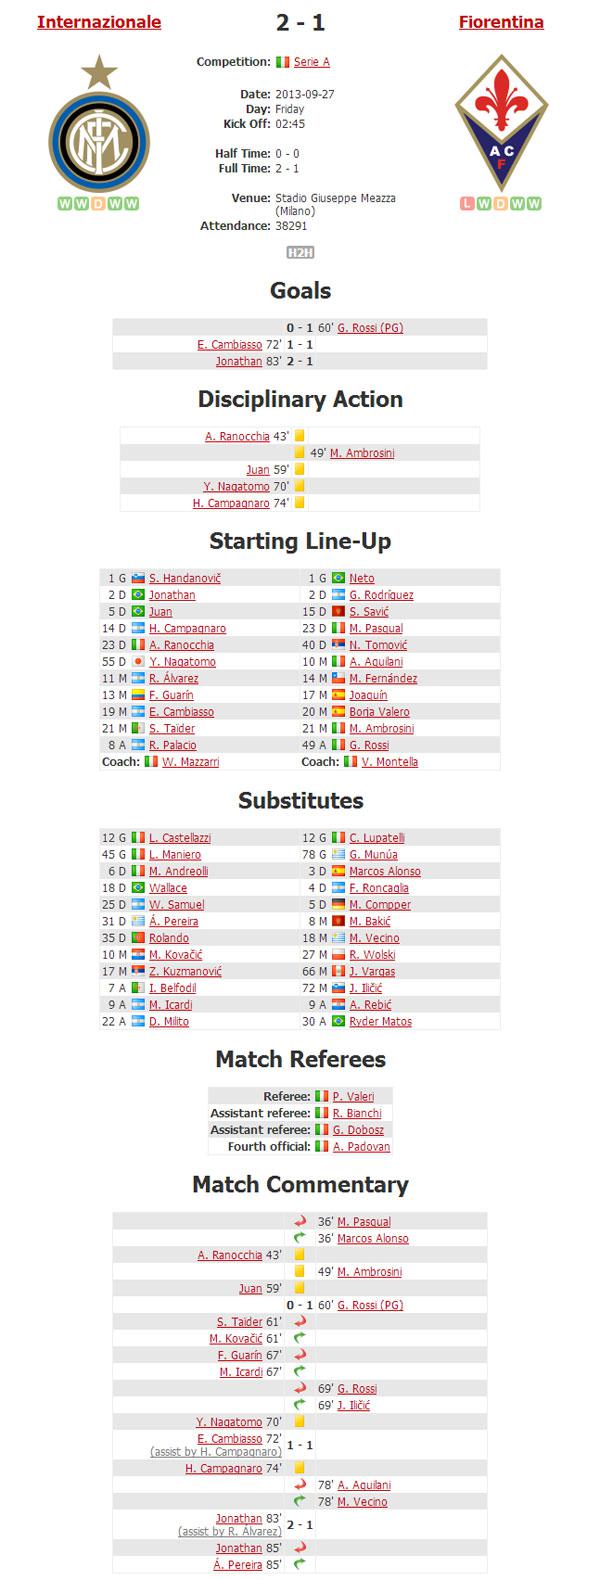 Internazionale 2 - 1 Fiorentina
Competition: Serie A
Date: 2013-09-27
Day: Friday
Kick Off: 02:45
Half Time: 0 - 0
Full Time: 2 - 1
Venue: Stadio Giuseppe Meazza
(Milano)
Attendance: 38291
A C
F
W W D W W
L W D W W
H2H
Goals
0 - 1 60' G. Rossi (PG)
E. Cambiasso 72' 1 - 1
Jonathan 83' 2 - 1
Disciplinary Action
A. Ranocchia 43'
49' M. Ambrosini
Juan 59'
Y. Nagatomo 70'
H. Campagnaro 74'
Starting Line-Up
1 G S. Handanovič 1 G Neto
2 D Jonathan 2 D G. Rodríguez
5 D Juan 15 D S. Savić
14 D H. Campagnaro 23 D M. Pasqual
23 D A. Ranocchia 40 D N. Tomović
55 D Y. Nagatomo 10 M A. Aquilani
11 M R. Álvarez 14 M M. Fernández
13 M F. Guarín 17 M Joaquín
19 M E. Cambiasso 20 M Borja Valero
21 M S. Taïder 21 M M. Ambrosini
8 A R. Palacio 49 A G. Rossi
Coach: W. Mazzarri Coach: V. Montella
Substitutes
12 G L. Castellazzi 12 G C. Lupatelli
45 G L. Maniero 78 G G. Munúa
6 D M. Andreolli 3 D Marcos Alonso
18 D Wallace 4 D F. Roncaglia
25 D W. Samuel 5 D M. Compper
31 D Á. Pereira 8 M M. Bakić
35 D Rolando 18 M M. Vecino
10 M M. Kovačić 27 M R. Wolski
17 M Z. Kuzmanović 66 M J. Vargas
7 A I. Belfodil 72 M J. Iličić
9 A M. Icardi 9 A A. Rebić
22 A D. Milito 30 A Ryder Matos
Match Referees
Referee: P. Valeri
Assistant referee: R. Bianchi
Assistant referee: G. Dobosz
Fourth official: A. Padovan
Match Commentary
36' M. Pasqual
36' Marcos Alonso
A. Ranocchia 43'
49' M. Ambrosini
Juan 59'
0 - 1 60' G. Rossi (PG)
S. Taïder 61'
M. Kovačić 61'
F. Guarín 67'
M. Icardi 67'
69' G. Rossi
69' J. Iličić
Y. Nagatomo 70'
E. Cambiasso 72' 1 - 1
(assist by H. Campagnaro)
H. Campagnaro 74'
78' A. Aquilani
78' M. Vecino
Jonathan 83' 2 - 1
(assist by R. Álvarez)
Jonathan 85'
Á. Pereira 85'